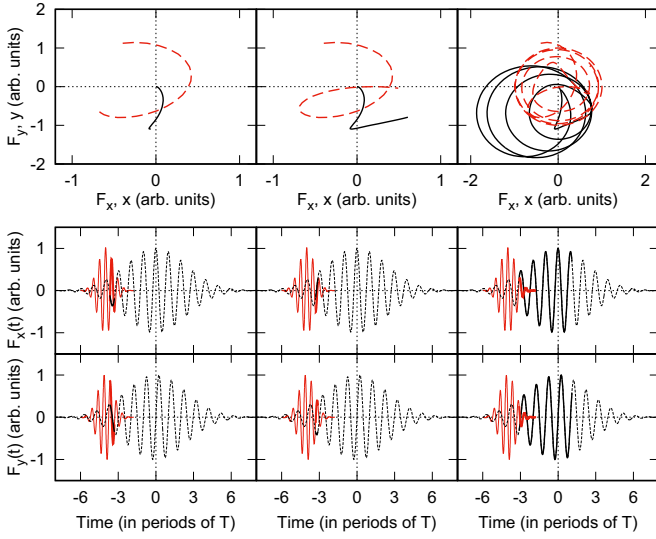 2
1
0
-1
-2
F_y, y (arb. units)
-1 0 1
-1 0 1
-2 0 2
F_x, x (arb. units)
F_x, x (arb. units)
F_x, x (arb. units)
1
0
-1
F_x(t) (arb. units)
1
0
-1
F_y(t) (arb. units)
-6 -3 0 3 6
-6 -3 0 3 6
-6 -3 0 3 6
Time (in periods of T)
Time (in periods of T)
Time (in periods of T)